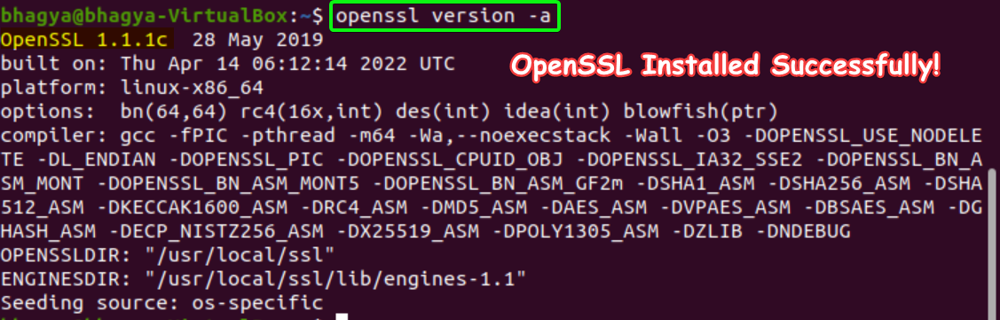 bhagya@bhagya-VirtualBox:~$ openssl version -a
OpenSSL 1.1.1c  28 May 2019
built on: Thu Apr 14 06:12:14 2022 UTC
OpenSSL Installed Successfully!
platform: linux-x86_64
options:  bn(64,64) rc4(16x,int) des(int) idea(int) blowfish(ptr)
compiler: gcc -fPIC -pthread -m64 -Wa,--noexecstack -Wall -O3 -DOPENSSL_USE_NODELE
TE -DL_ENDIAN -DOPENSSL_PIC -DOPENSSL_CPUID_OBJ -DOPENSSL_IA32_SSE2 -DOPENSSL_BN_A
SM_MONT -DOPENSSL_BN_ASM_MONT5 -DOPENSSL_BN_ASM_GF2m -DSHA1_ASM -DSHA256_ASM -DSHA
512_ASM -DKECCAK1600_ASM -DRC4_ASM -DMD5_ASM -DAES_ASM -DVPAES_ASM -DBSAES_ASM -DG
HASH_ASM -DECP_NISTZ256_ASM -DX25519_ASM -DPOLY1305_ASM -DZLIB -DNDEBUG
OPENSSLDIR: "/usr/local/ssl"
ENGINESDIR: "/usr/local/ssl/lib/engines-1.1"
Seeding source: os-specific